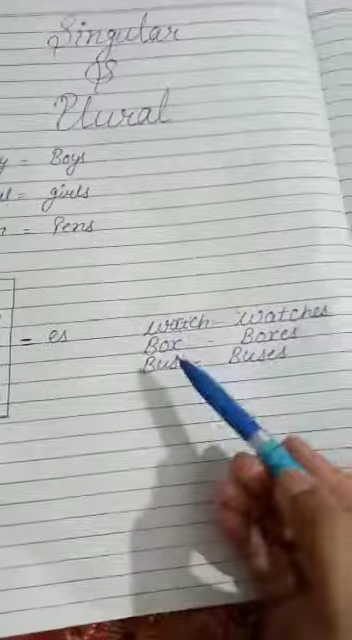 Singular
&
Plural
y = Boys
l = girls
n = Pens
= es
Watch - Watches
Box - Boxes
Bus - Buses